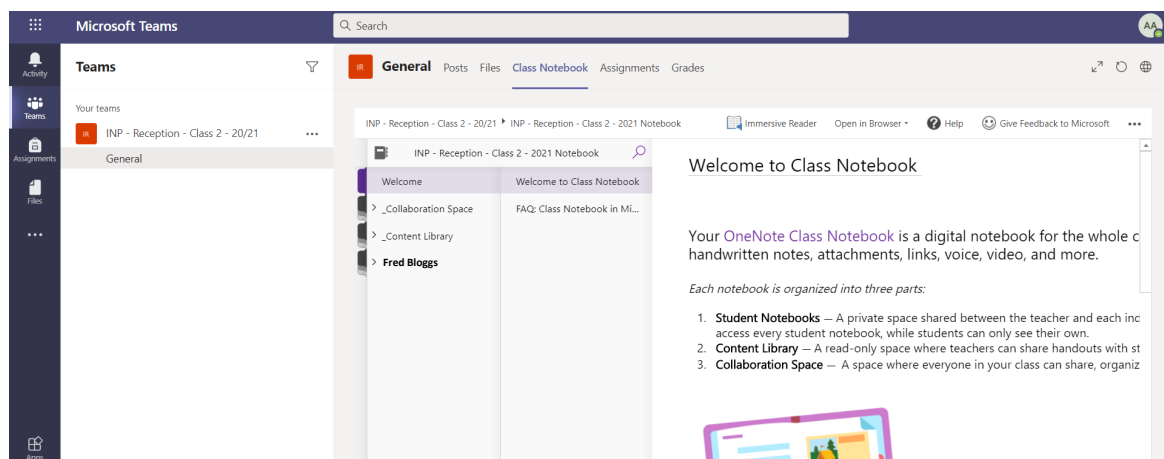 Microsoft Teams
Search
AA
Activity
Teams
Assignments
Files
Apps
Teams
Your teams
IR INP - Reception - Class 2 - 20/21
General
IR General Posts Files Class Notebook Assignments Grades
INP - Reception - Class 2 - 20/21 INP - Reception - Class 2 - 2021 Notebook Immersive Reader Open in Browser Help Give Feedback to Microsoft
INP - Reception - Class 2 - 2021 Notebook
Welcome
_Collaboration Space
_Content Library
Fred Bloggs
Welcome to Class Notebook
FAQ: Class Notebook in Mi...
Welcome to Class Notebook
Your OneNote Class Notebook is a digital notebook for the whole c
handwritten notes, attachments, links, voice, video, and more.
Each notebook is organized into three parts:
1. Student Notebooks — A private space shared between the teacher and each ind
access every student notebook, while students can only see their own.
2. Content Library — A read-only space where teachers can share handouts with st
3. Collaboration Space — A space where everyone in your class can share, organiz